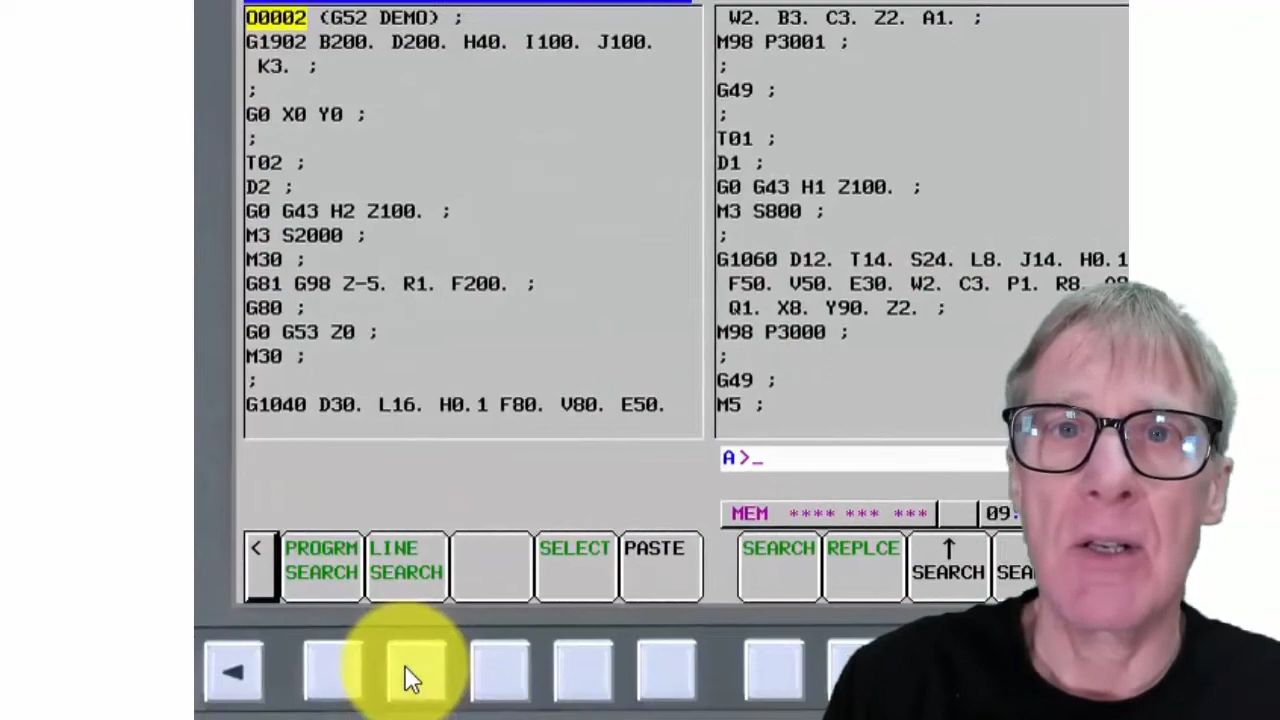 O0002 (G52 DEMO) ;
G1902 B200. D200. H40. I100. J100.
K3. ;
;
G0 X0 Y0 ;
;
T02 ;
D2 ;
G0 G43 H2 Z100. ;
M3 S2000 ;
M30 ;
G81 G98 Z-5. R1. F200. ;
G80 ;
G0 G53 Z0 ;
M30 ;
;
G1040 D30. L16. H0.1 F80. V80. E50.
W2. B3. C3. Z2. A1. ;
M98 P3001 ;
;
G49 ;
;
T01 ;
D1 ;
G0 G43 H1 Z100. ;
M3 S800 ;
;
G1060 D12. T14. S24. L8. J14. H0.1
F50. V50. E30. W2. C3. P1. R8.
Q1. X8. Y90. Z2. ;
M98 P3000 ;
;
G49 ;
M5 ;
A >_
MEM **** *** *** 09:
< PROGRM SEARCH LINE SEARCH SELECT PASTE SEARCH REPLCE ↑ SEARCH SEA